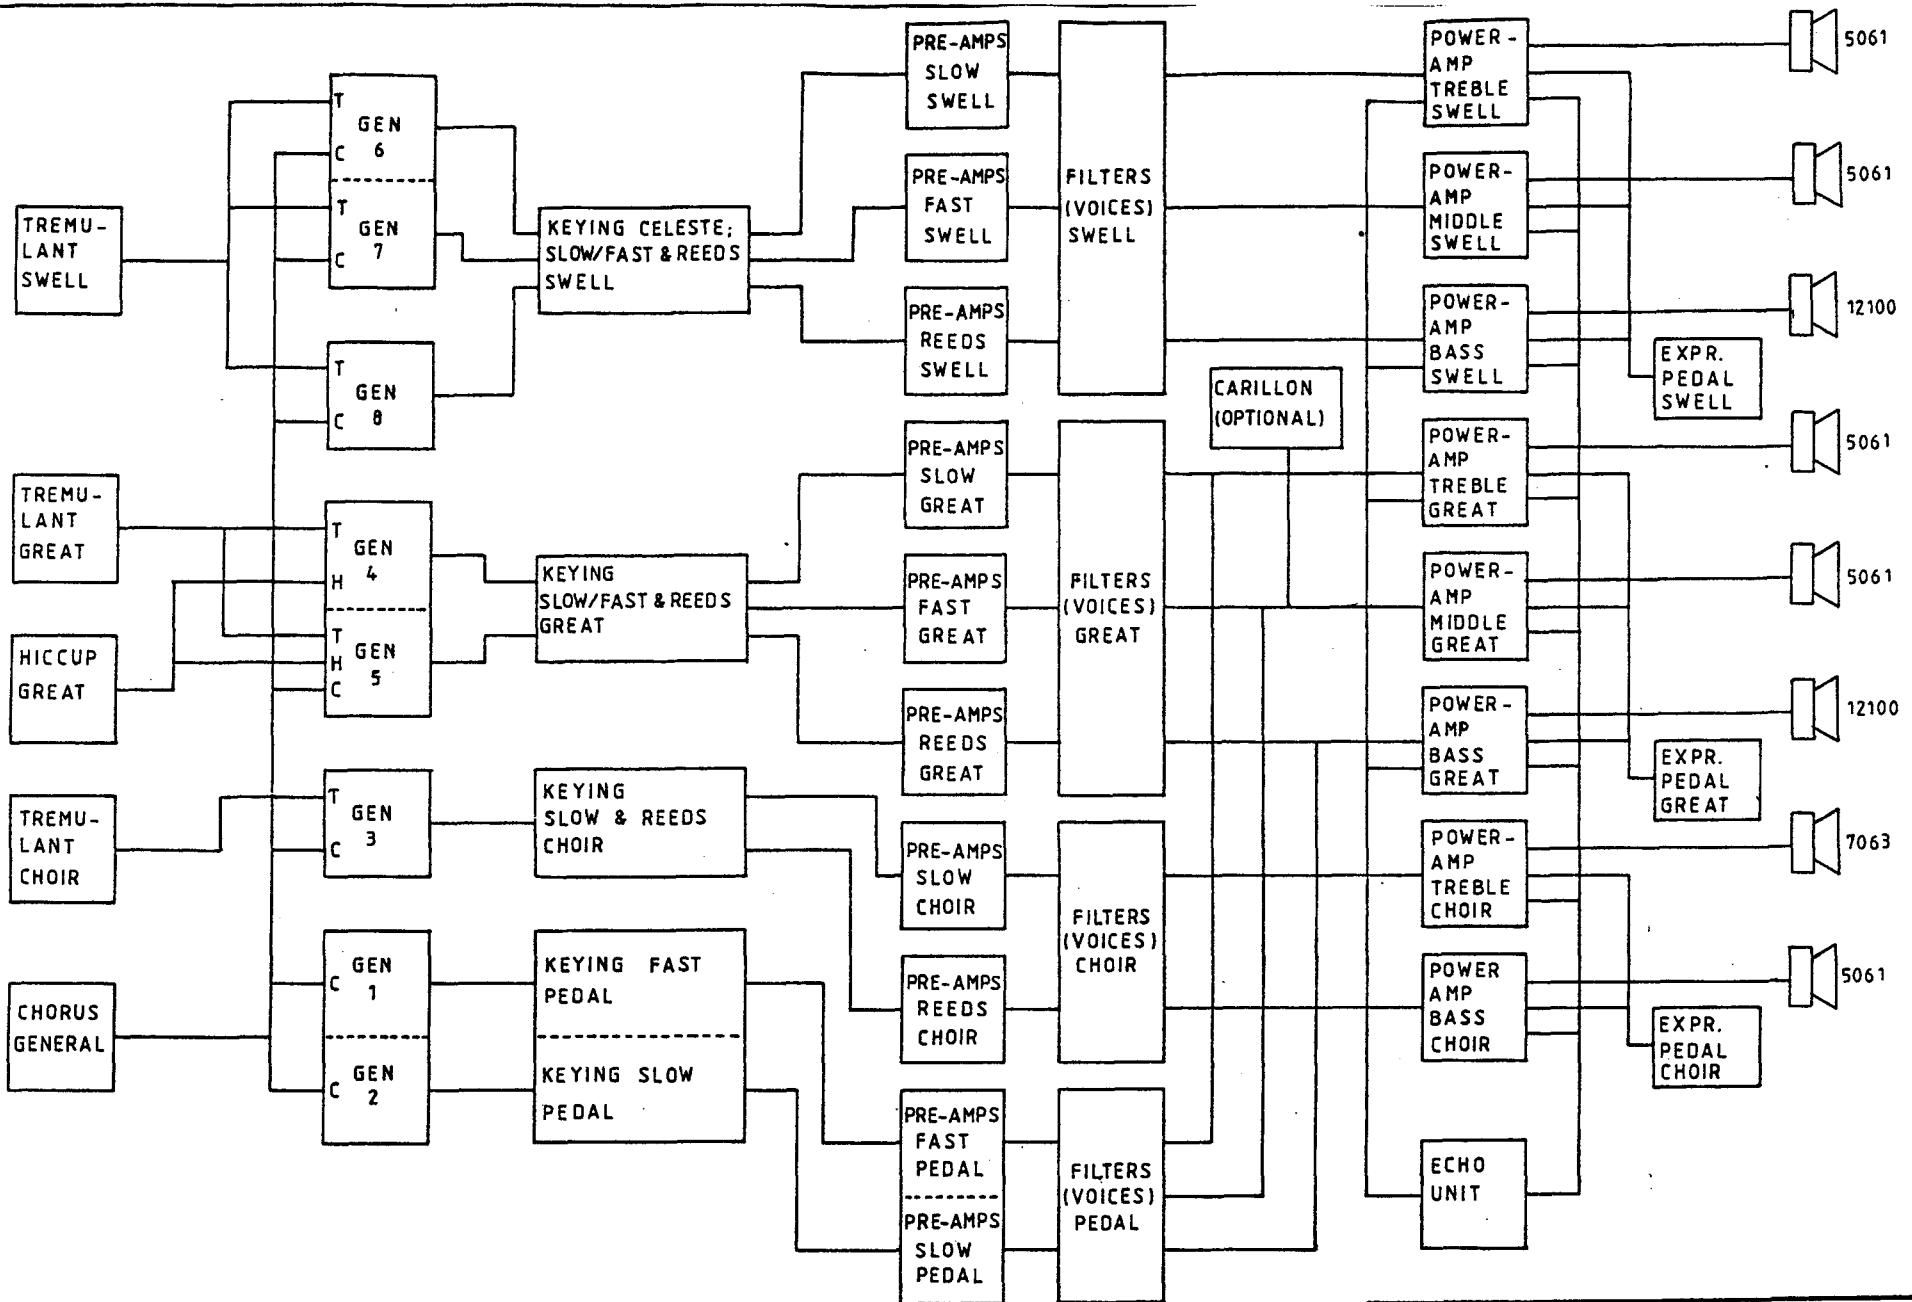 TREMU-
LANT
SWELL
TREMU-
LANT
GREAT
HICCUP
GREAT
TREMU-
LANT
CHOIR
CHORUS
GENERAL
T
GEN
6
C
T
GEN
7
C
T
GEN
8
C
T
GEN
4
H
T
GEN
H
5
C
T
GEN
3
C
GEN
C
1
GEN
C
2
KEYING CELESTE;
SLOW/FAST & REEDS
SWELL
KEYING
SLOW/FAST & REEDS
GREAT
KEYING
SLOW & REEDS
CHOIR
KEYING FAST
PEDAL
KEYING SLOW
PEDAL
PRE-AMPS
SLOW
SWELL
PRE-AMPS
FAST
SWELL
PRE-AMPS
REEDS
SWELL
PRE-AMPS
SLOW
GREAT
PRE-AMPS
FAST
GREAT
PRE-AMPS
REEDS
GREAT
PRE-AMPS
SLOW
CHOIR
PRE-AMPS
REEDS
CHOIR
PRE-AMPS
FAST
PEDAL
PRE-AMPS
SLOW
PEDAL
FILTERS
(VOICES)
SWELL
FILTERS
(VOICES)
GREAT
FILTERS
(VOICES)
CHOIR
FILTERS
(VOICES)
PEDAL
CARILLON
(OPTIONAL)
POWER-
AMP
TREBLE
SWELL
POWER-
AMP
MIDDLE
SWELL
POWER-
AMP
BASS
SWELL
POWER-
AMP
TREBLE
GREAT
POWER-
AMP
MIDDLE
GREAT
POWER-
AMP
BASS
GREAT
POWER-
AMP
TREBLE
CHOIR
POWER
AMP
BASS
CHOIR
ECHO
UNIT
EXPR.
PEDAL
SWELL
EXPR.
PEDAL
GREAT
EXPR.
PEDAL
CHOIR
5061
5061
12100
5061
5061
12100
7063
5061